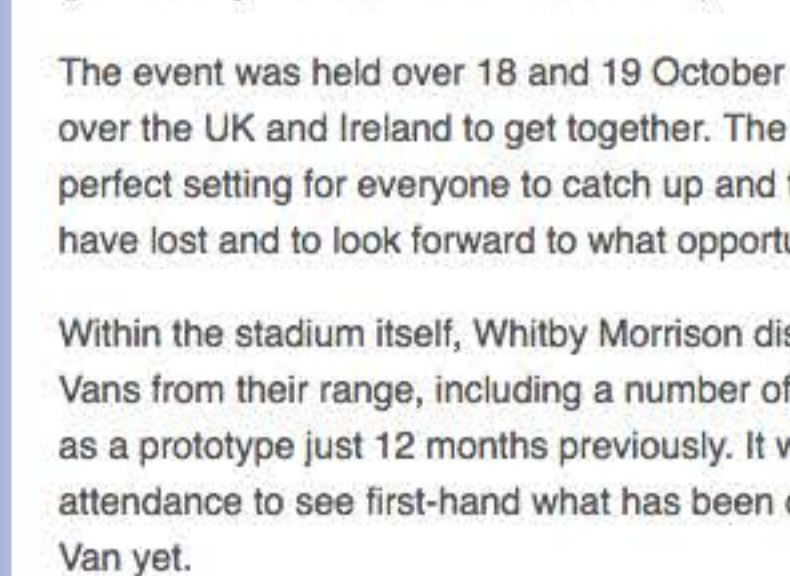 The event was held over 18 and 19 October
over the UK and Ireland to get together. The
perfect setting for everyone to catch up and
have lost and to look forward to what
Within the stadium itself, Whitby Morrison
Vans from their range, including a number of
as a prototype just 12 months previously. It
attendance to see first-hand what has been
Van yet.